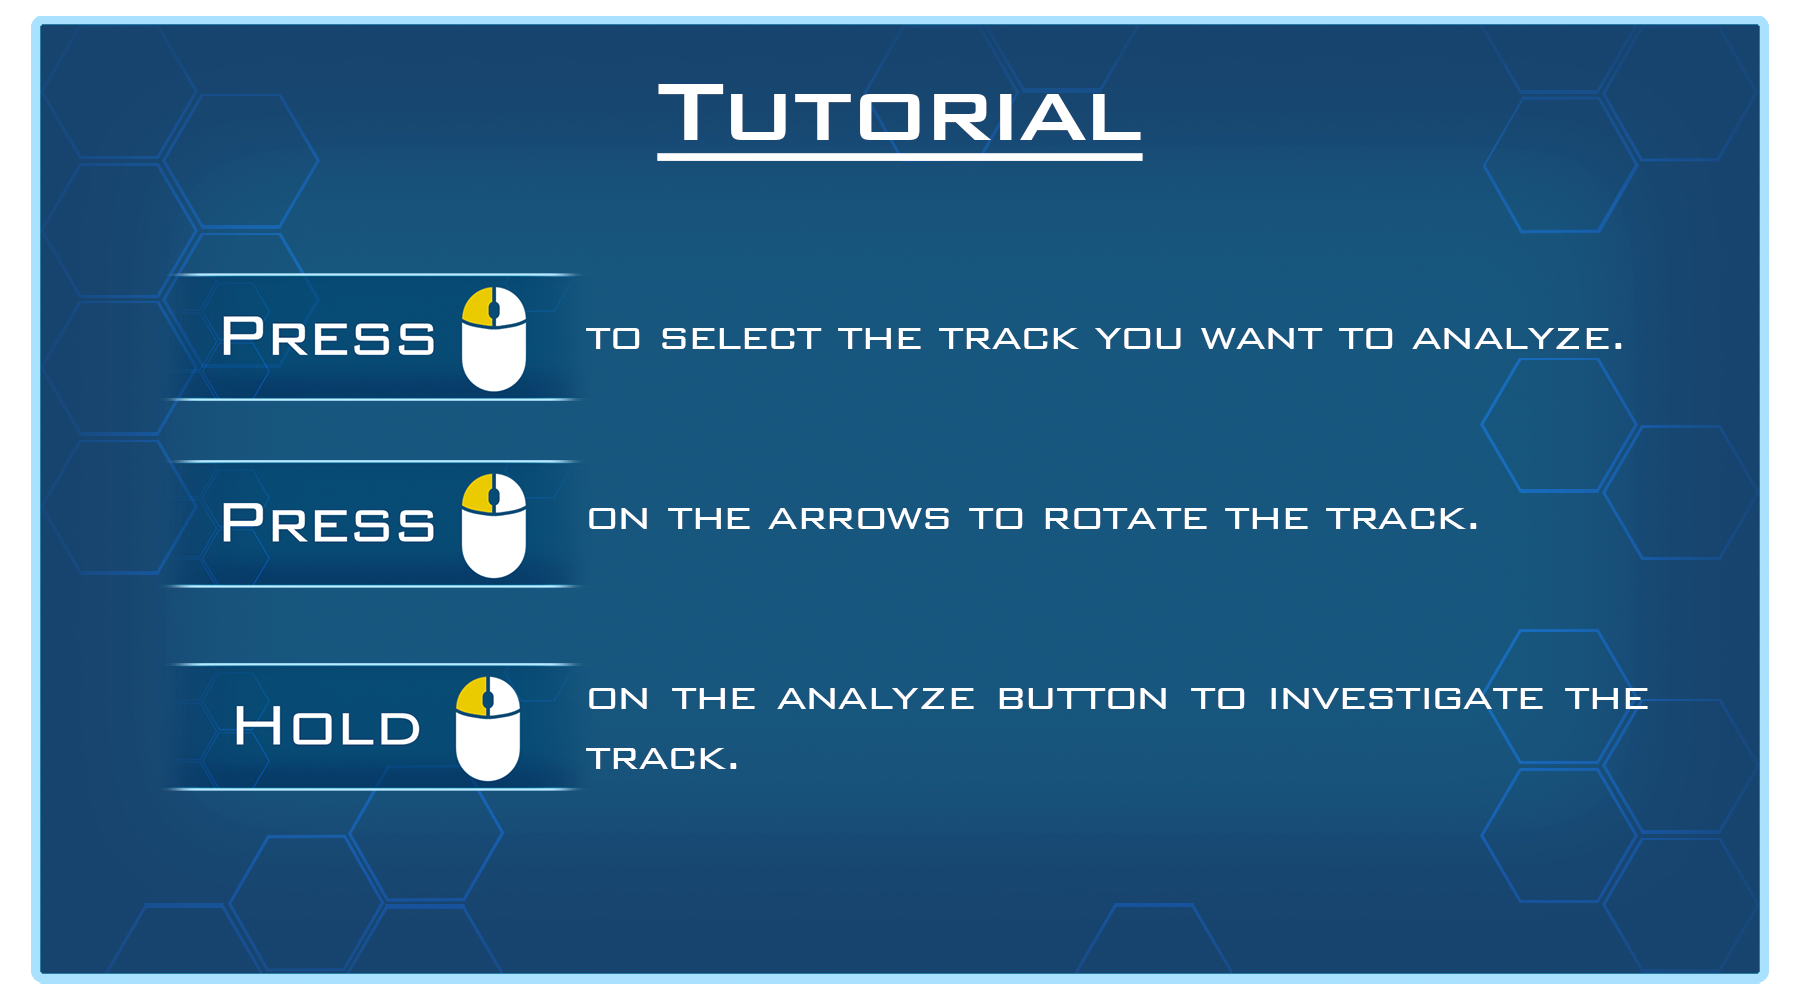 TUTORIAL
PRESS TO SELECT THE TRACK YOU WANT TO ANALYZE.
PRESS ON THE ARROWS TO ROTATE THE TRACK.
HOLD ON THE ANALYZE BUTTON TO INVESTIGATE THE
TRACK.